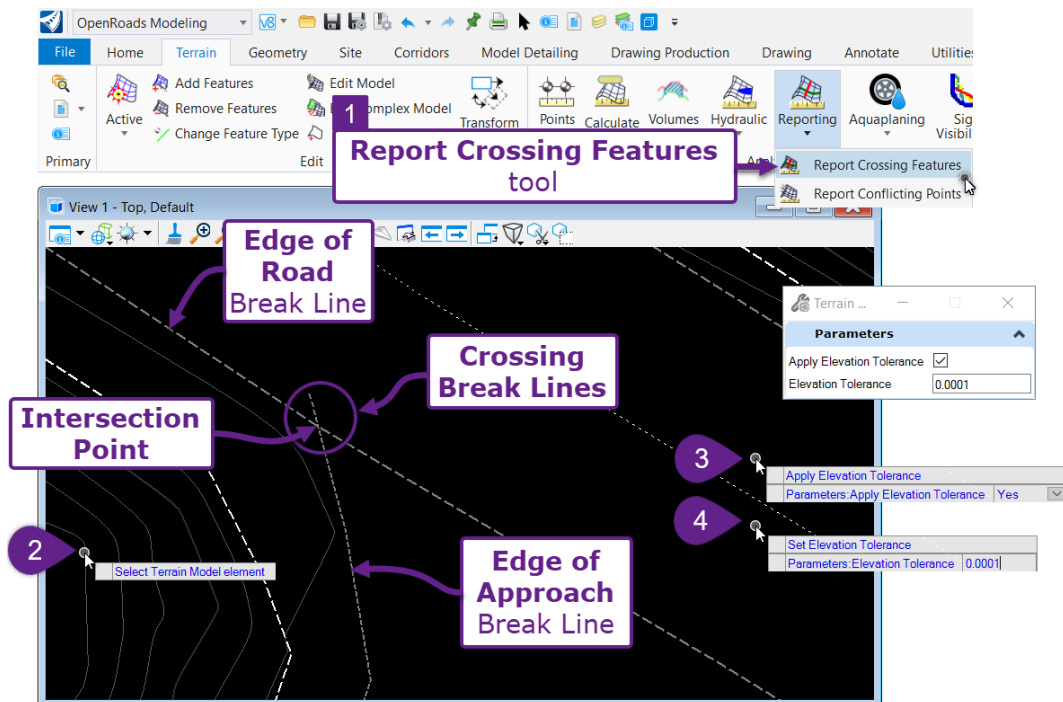 OpenRoads Modeling
V8
File Home Terrain Geometry Site Corridors Model Detailing Drawing Production Drawing Annotate
Add Features
Remove Features
Change Feature Type
Edit Model
Active
Transform
Points Calculate Volumes Hydraulic Reporting Aquaplaning
Primary
Edit
1
Report Crossing Features
tool
Report Crossing Features
Report Conflicting Points
View 1 - Top, Default
Edge of
Road
Break Line
Terrain ...
Parameters
Apply Elevation Tolerance
Elevation Tolerance 0.0001
Crossing
Break Lines
Intersection
Point
3
Apply Elevation Tolerance
Parameters:Apply Elevation Tolerance Yes
4
Set Elevation Tolerance
Parameters:Elevation Tolerance 0.0001
2
Select Terrain Model element
Edge of
Approach
Break Line